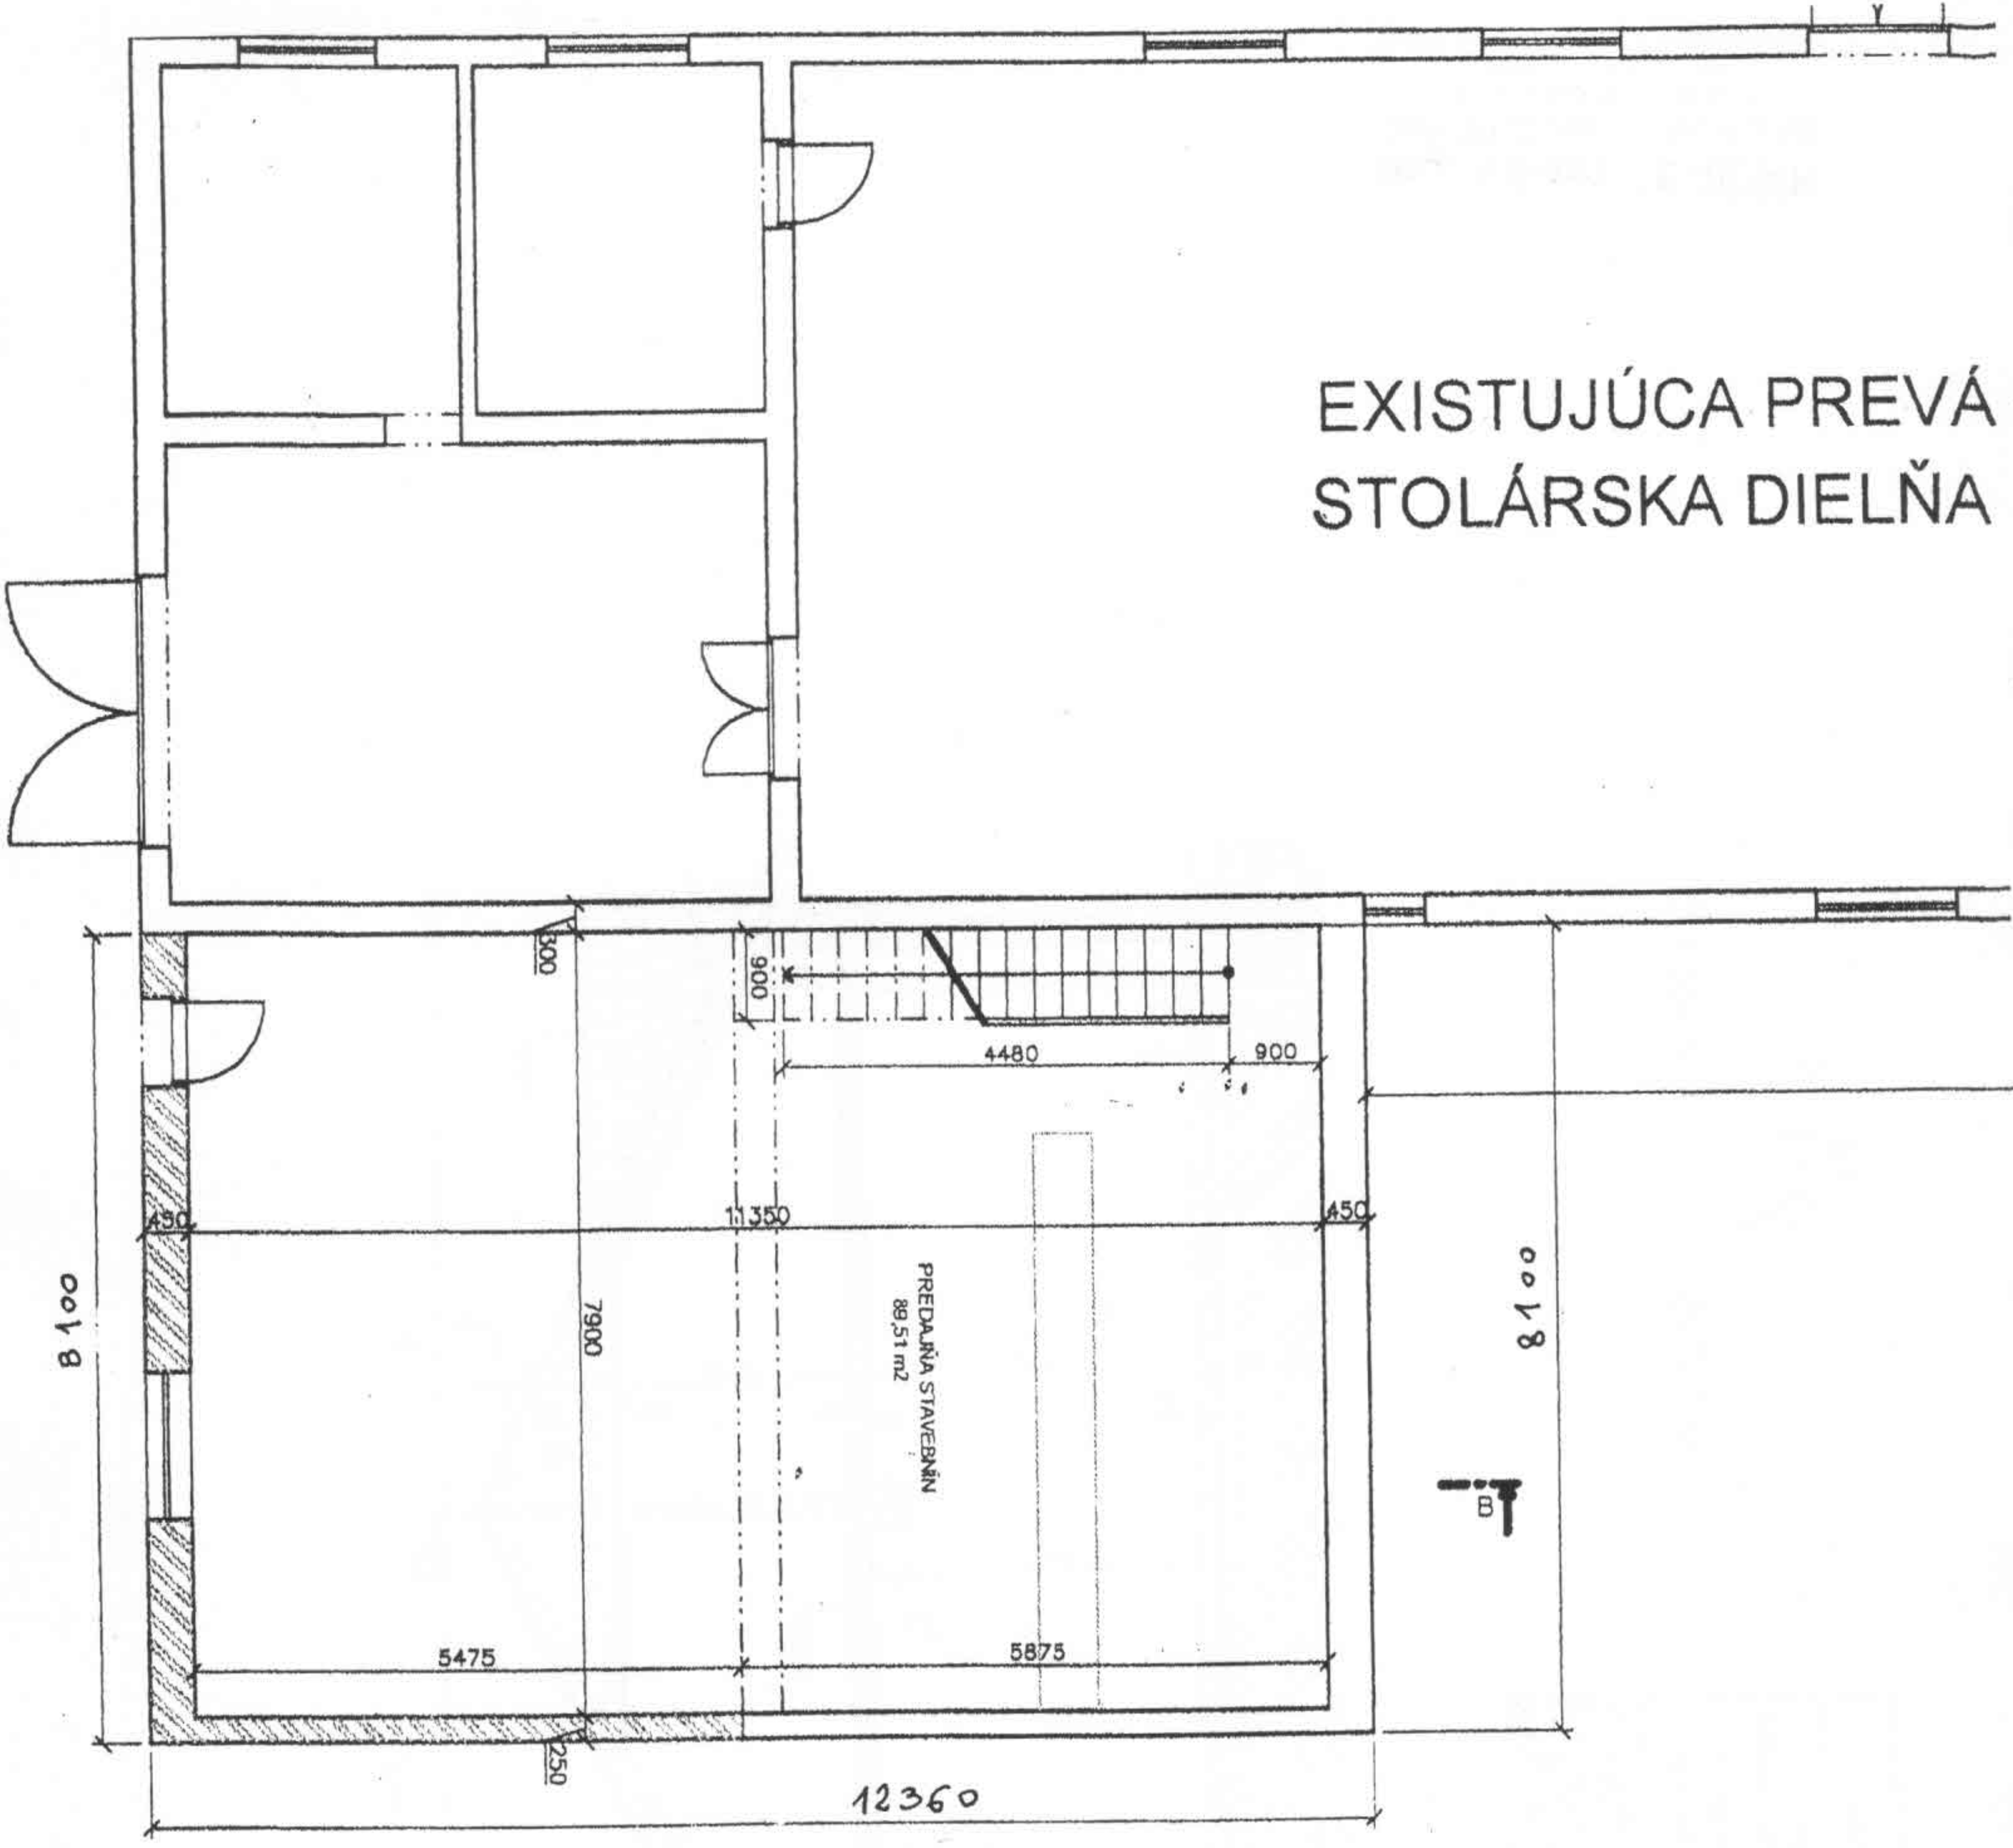 Y
EXISTUJÚCA PREVÁ
STOLÁRSKA DIELŇA
300
900
4480
900
450
11350
450
8100
8100
7900
PREDAJŇA STAVEBNÍN
89,51 m2
B
5475
5875
250
12360